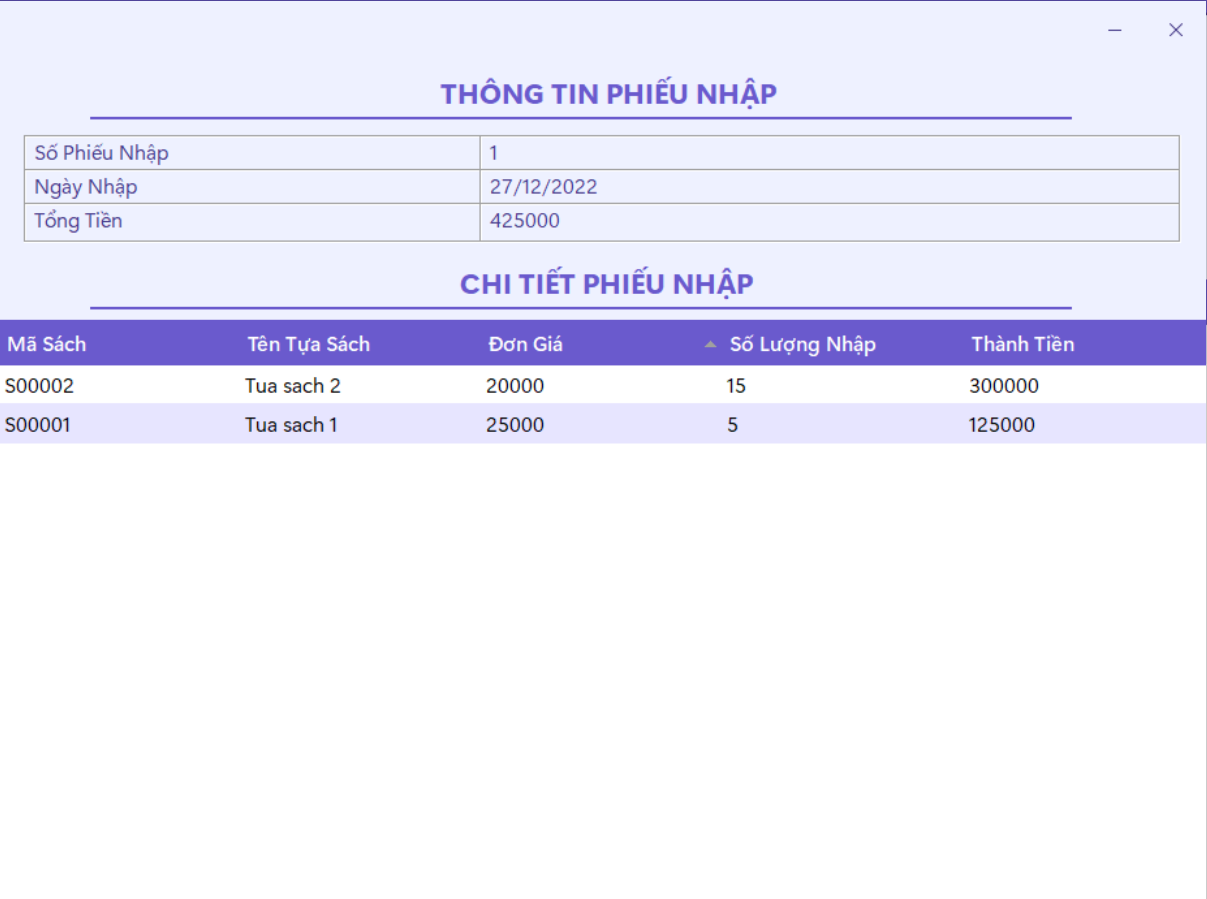 THÔNG TIN PHIẾU NHẬP
Số Phiếu Nhập 1
Ngày Nhập 27/12/2022
Tổng Tiền 425000
CHI TIẾT PHIẾU NHẬP
Mã Sách Tên Tựa Sách Đơn Giá Số Lượng Nhập Thành Tiền
S00002 Tua sach 2 20000 15 300000
S00001 Tua sach 1 25000 5 125000